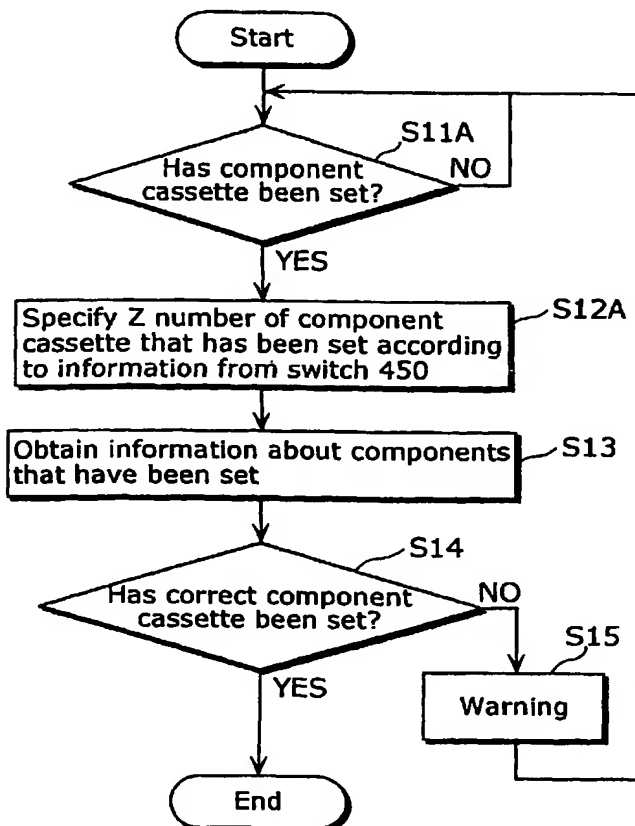 Start
S11A
Has component
cassette been set?
NO
YES
S12A
Specify Z number of component
cassette that has been set according
to information from switch 450
S13
Obtain information about components
that have been set
S14
Has correct component
cassette been set?
NO
YES
S15
Warning
End